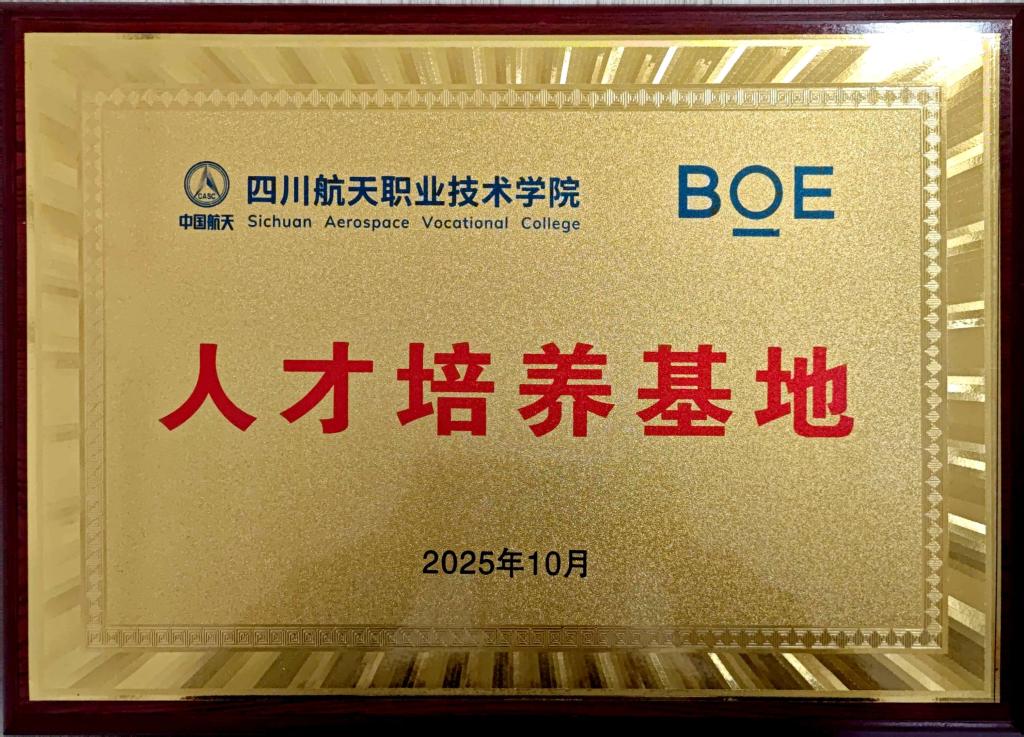 CASC
中国航天
四川航天职业技术学院
Sichuan Aerospace Vocational College
BOE
人才培养基地
2025年10月